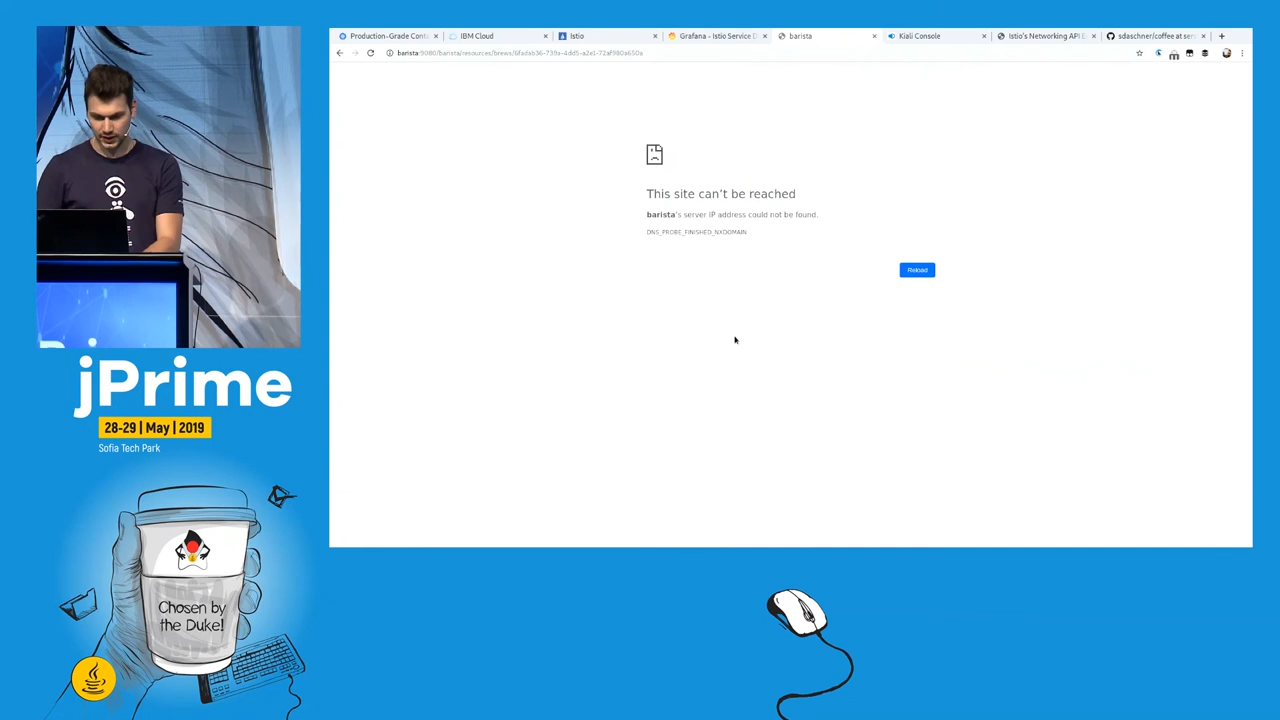 Production-Grade Conta
IBM Cloud
Istio
Grafana - Istio Service D
barista
Kiali Console
Istio's Networking API E
sdaschner/coffee at ser
This site can't be reached
barista's server IP address could not be found.
DNS_PROBE_FINISHED_NXDOMAIN
Reload
jPrime
28-29 | May | 2019
Sofia Tech Park
Chosen by
the Duke!